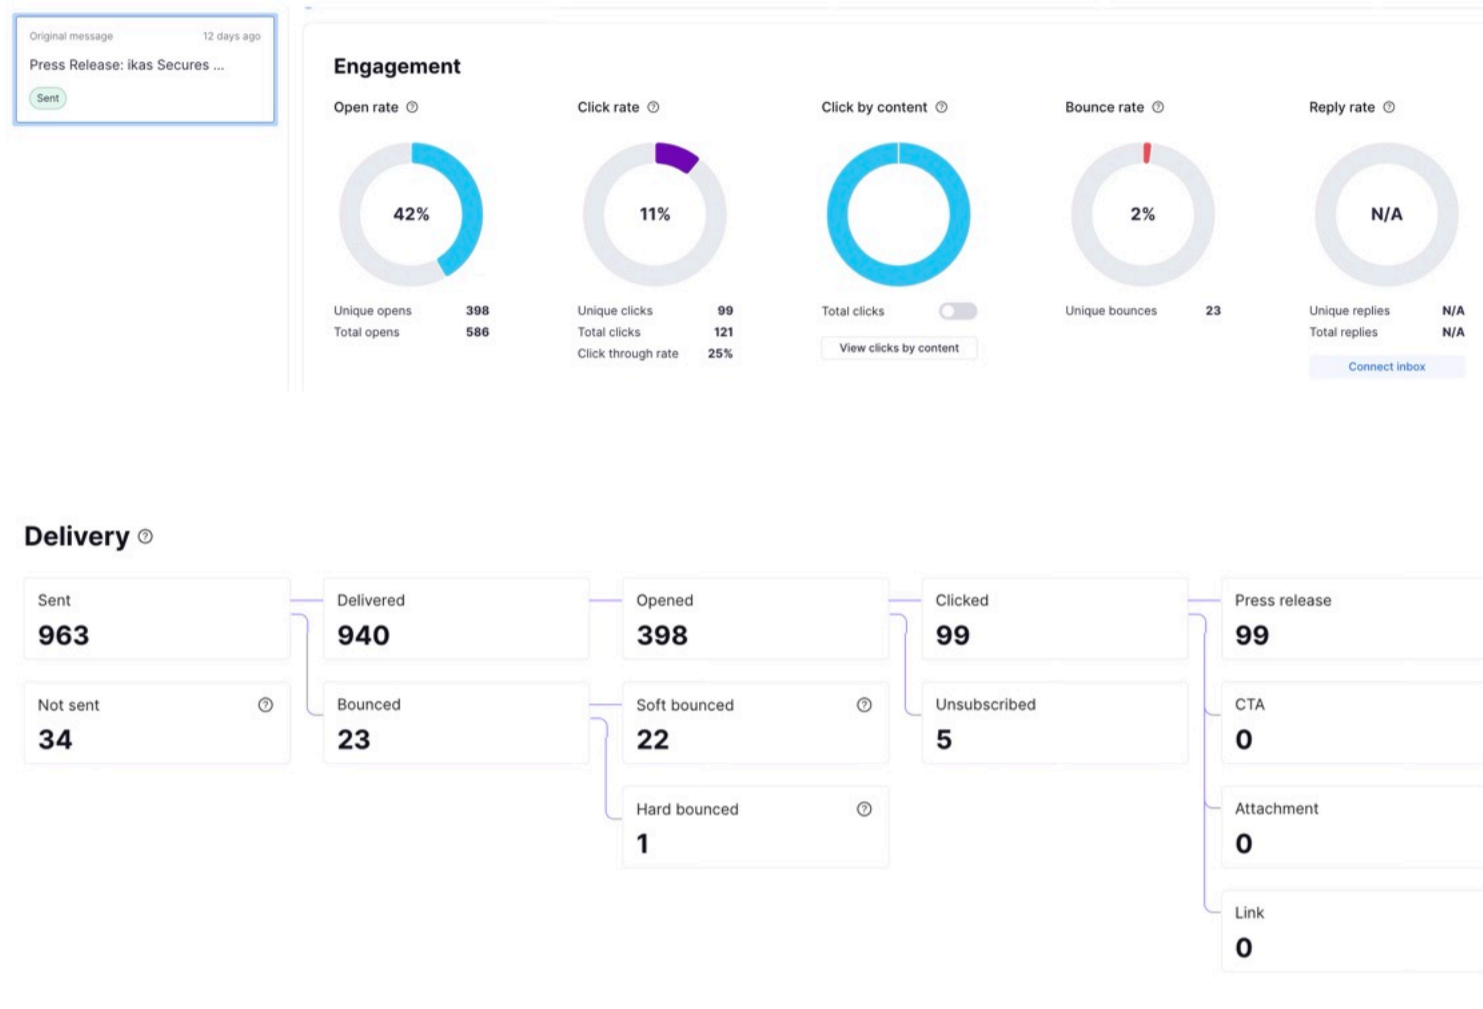 Original message 12 days ago
Press Release: ikas Secures ...
Sent
Engagement
Open rate
42%
Unique opens 398
Total opens 586
Click rate
11%
Unique clicks 99
Total clicks 121
Click through rate 25%
Click by content
Total clicks
View clicks by content
Bounce rate
2%
Unique bounces 23
Reply rate
N/A
Unique replies N/A
Total replies N/A
Connect inbox
Delivery
Sent
963
Not sent
34
Delivered
940
Bounced
23
Opened
398
Soft bounced
22
Hard bounced
1
Clicked
99
Unsubscribed
5
Press release
99
CTA
0
Attachment
0
Link
0